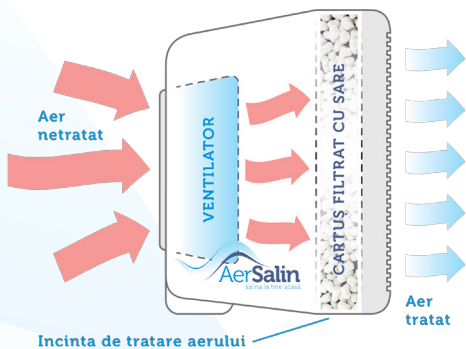 Aer
netratat
VENTILATOR
CARTUȘ FILTRAT CU SARE
AerSalin
salina la tine acasă
Aer
tratat
Incinta de tratare aerului